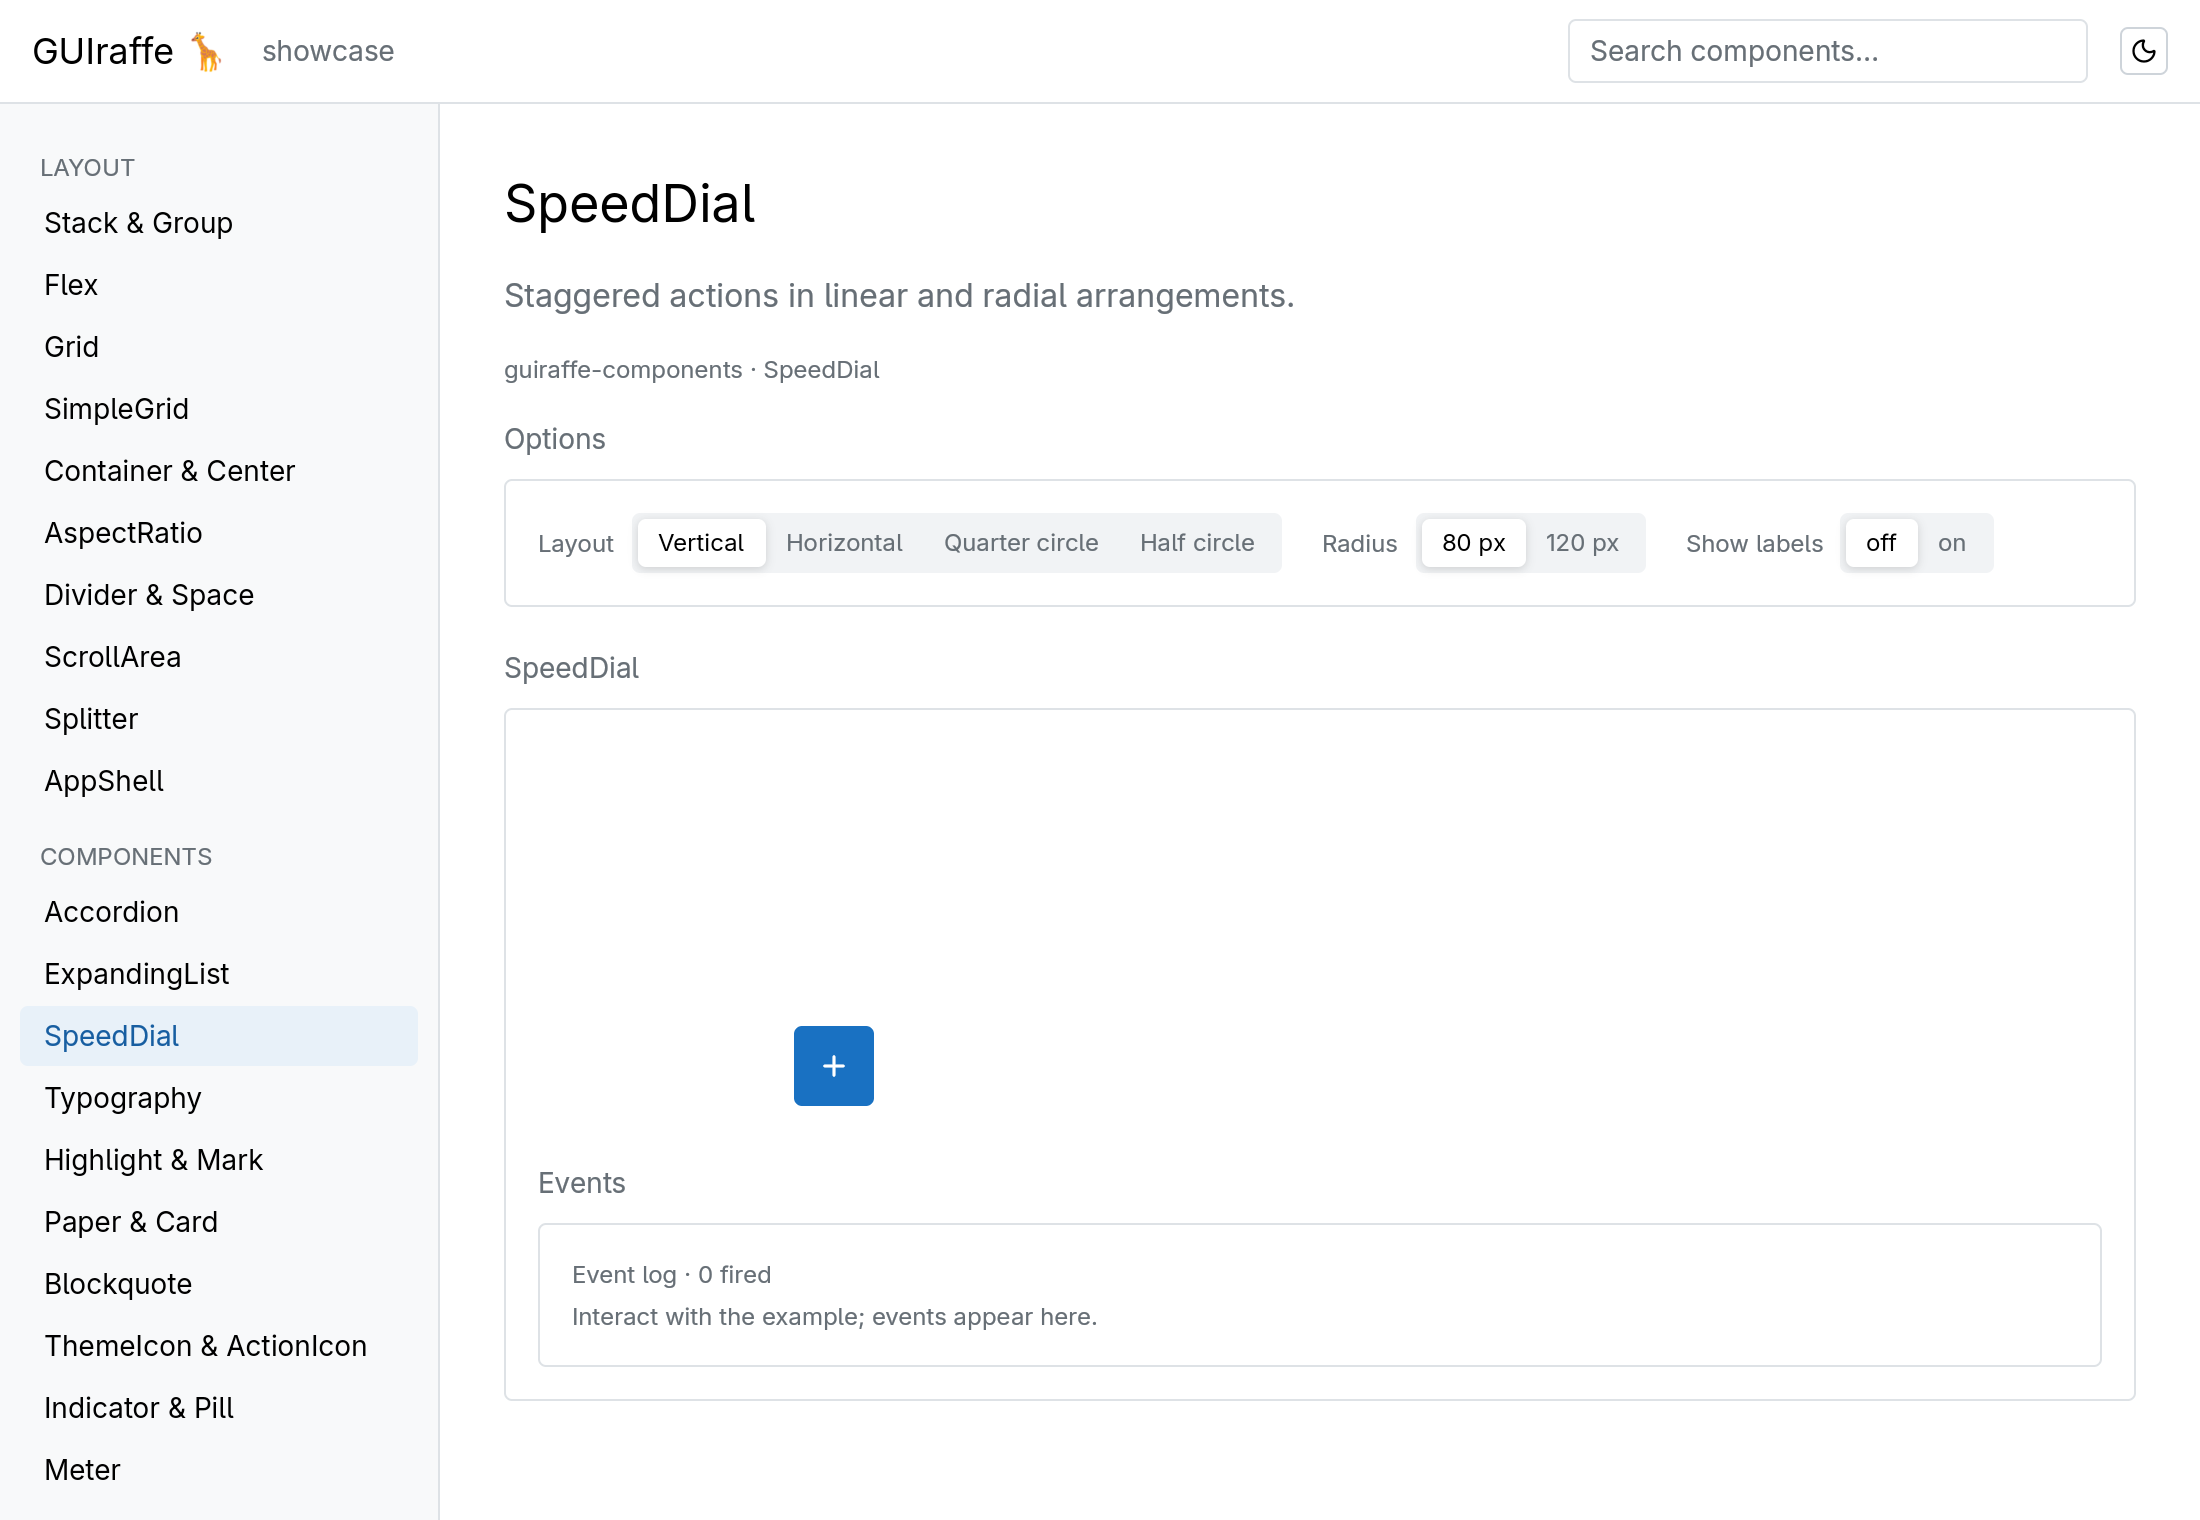 GUIraffe 🦒 showcase Search components...
LAYOUT
Stack & Group
Flex
Grid
SimpleGrid
Container & Center
AspectRatio
Divider & Space
ScrollArea
Splitter
AppShell
COMPONENTS
Accordion
ExpandingList
SpeedDial
Typography
Highlight & Mark
Paper & Card
Blockquote
ThemeIcon & ActionIcon
Indicator & Pill
Meter
SpeedDial
Staggered actions in linear and radial arrangements.
guiraffe-components · SpeedDial
Options
Layout Vertical Horizontal Quarter circle Half circle Radius 80 px 120 px Show labels off on
SpeedDial
Events
Event log · 0 fired
Interact with the example; events appear here.